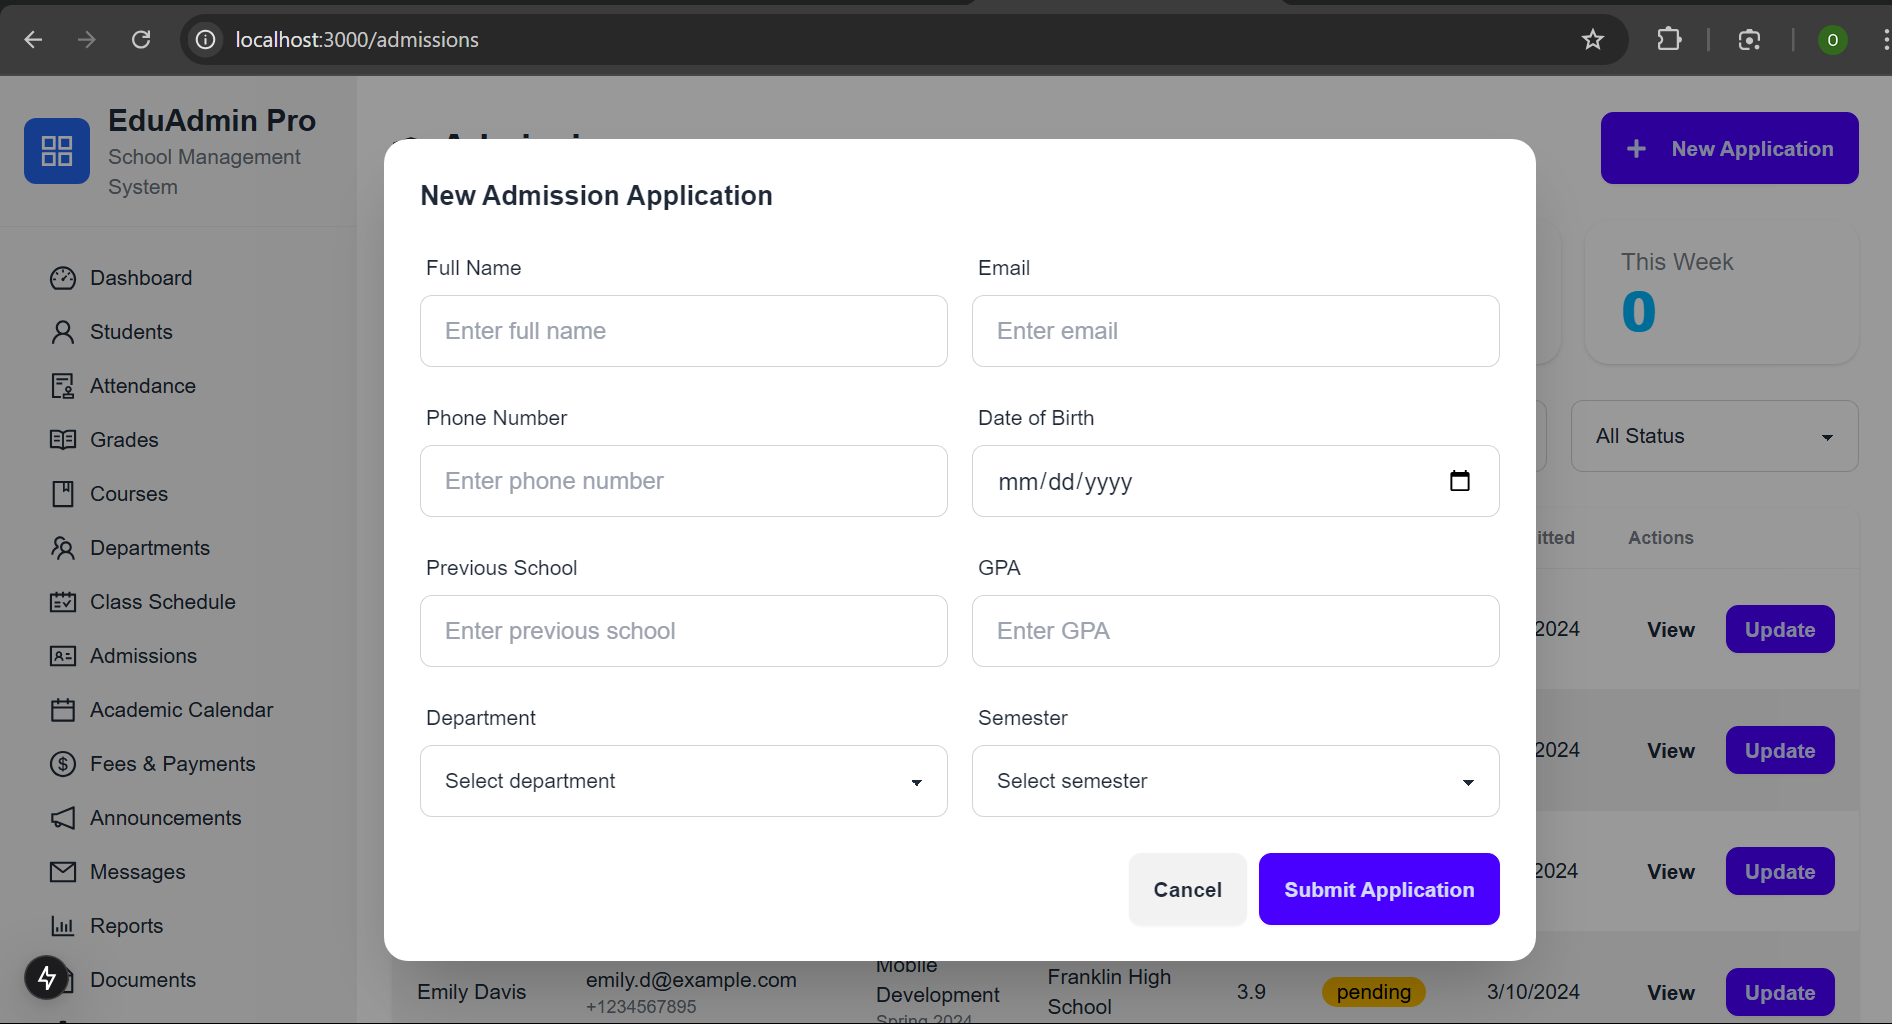 localhost:3000/admissions
O
EduAdmin Pro
School Management
System
Dashboard
Students
Attendance
Grades
Courses
Departments
Class Schedule
Admissions
Academic Calendar
Fees & Payments
Announcements
Messages
Reports
Documents
New Application
This Week
0
All Status
New Admission Application
Full Name
Email
Enter full name
Enter email
Phone Number
Date of Birth
Enter phone number
mm/dd/yyyy
Previous School
GPA
Enter previous school
Enter GPA
Department
Semester
Select department
Select semester
Cancel
Submit Application
itted
Actions
2024
View
Update
2024
View
Update
2024
View
Update
Emily Davis
emily.d@example.com
+1234567895
Mobile
Development
Spring 2024
Franklin High
School
3.9
pending
3/10/2024
View
Update